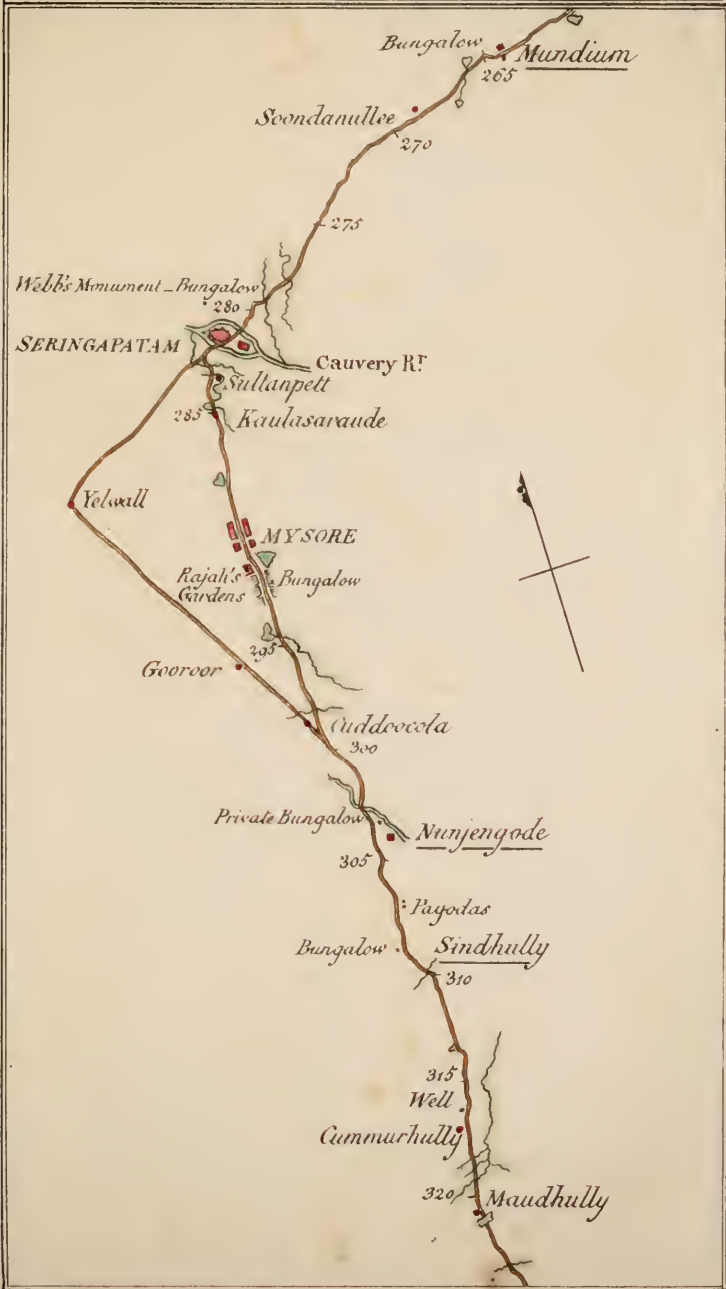 Bungalow
Mundium
265
Soondanullee
270
275
Webb's Monument - Bungalow
280
SERINGAPATAM
Cauvery Rr
Sultanpett
285
Kaulasaraude
Yelwall
MYSORE
Rajah's
Gardens
Bungalow
295
Gooroor
Cuddoocola
300
Private Bungalow
Nunjengode
305
Pagodas
Bungalow
Sindhully
310
315
Well
Cummurhully
320
Maudhully